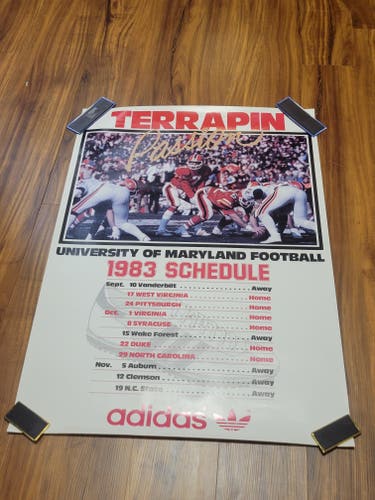 TERRAPIN
Passion
UNIVERSITY OF MARYLAND FOOTBALL
1983 SCHEDULE
Sept. 10 Vanderbilt Away
17 WEST VIRGINIA Home
24 PITTSBURGH Home
Oct. 1 VIRGINIA Home
8 SYRACUSE Home
15 Wake Forest Away
22 DUKE Home
29 NORTH CAROLINA Home
Nov. 5 Auburn Away
12 Clemson Away
19 N.C. State Away
adidas